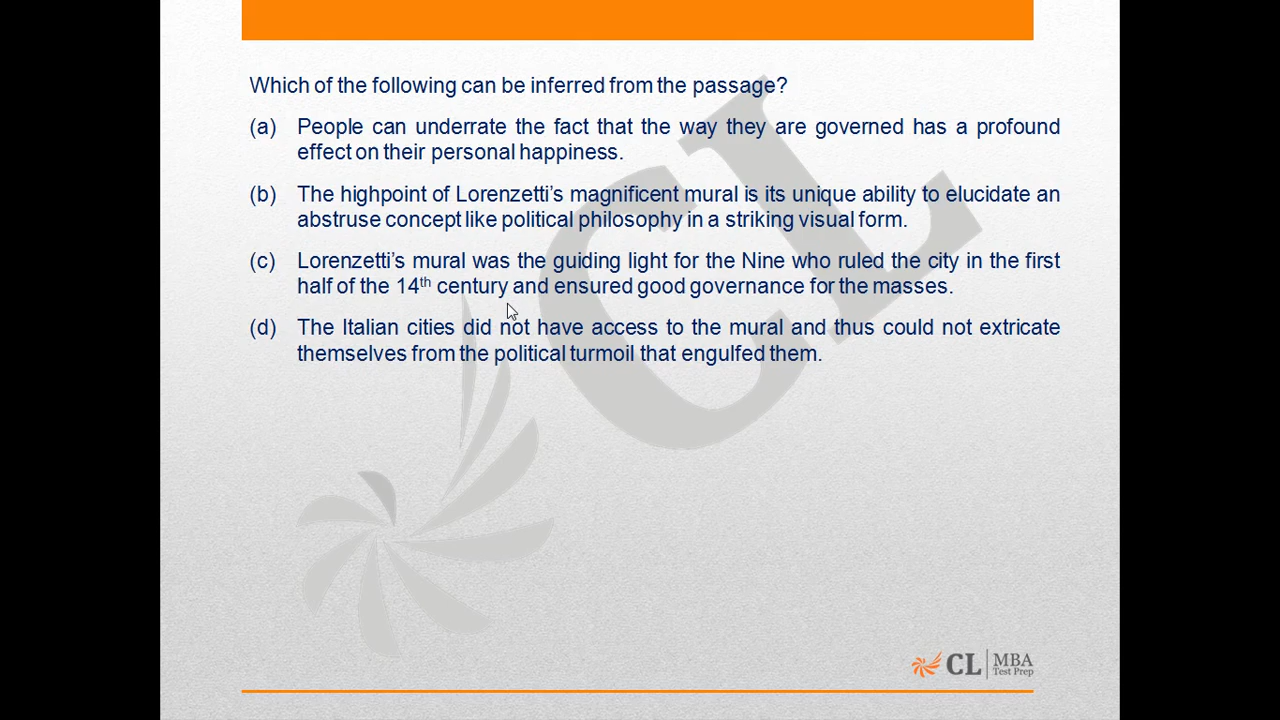 Which of the following can be inferred from the passage?
(a) People can underrate the fact that the way they are governed has a profound
effect on their personal happiness.
(b) The highpoint of Lorenzetti's magnificent mural is its unique ability to elucidate an
abstruse concept like political philosophy in a striking visual form.
(c) Lorenzetti's mural was the guiding light for the Nine who ruled the city in the first
half of the 14th century and ensured good governance for the masses.
(d) The Italian cities did not have access to the mural and thus could not extricate
themselves from the political turmoil that engulfed them.
CL
CL MBA
Test Prep